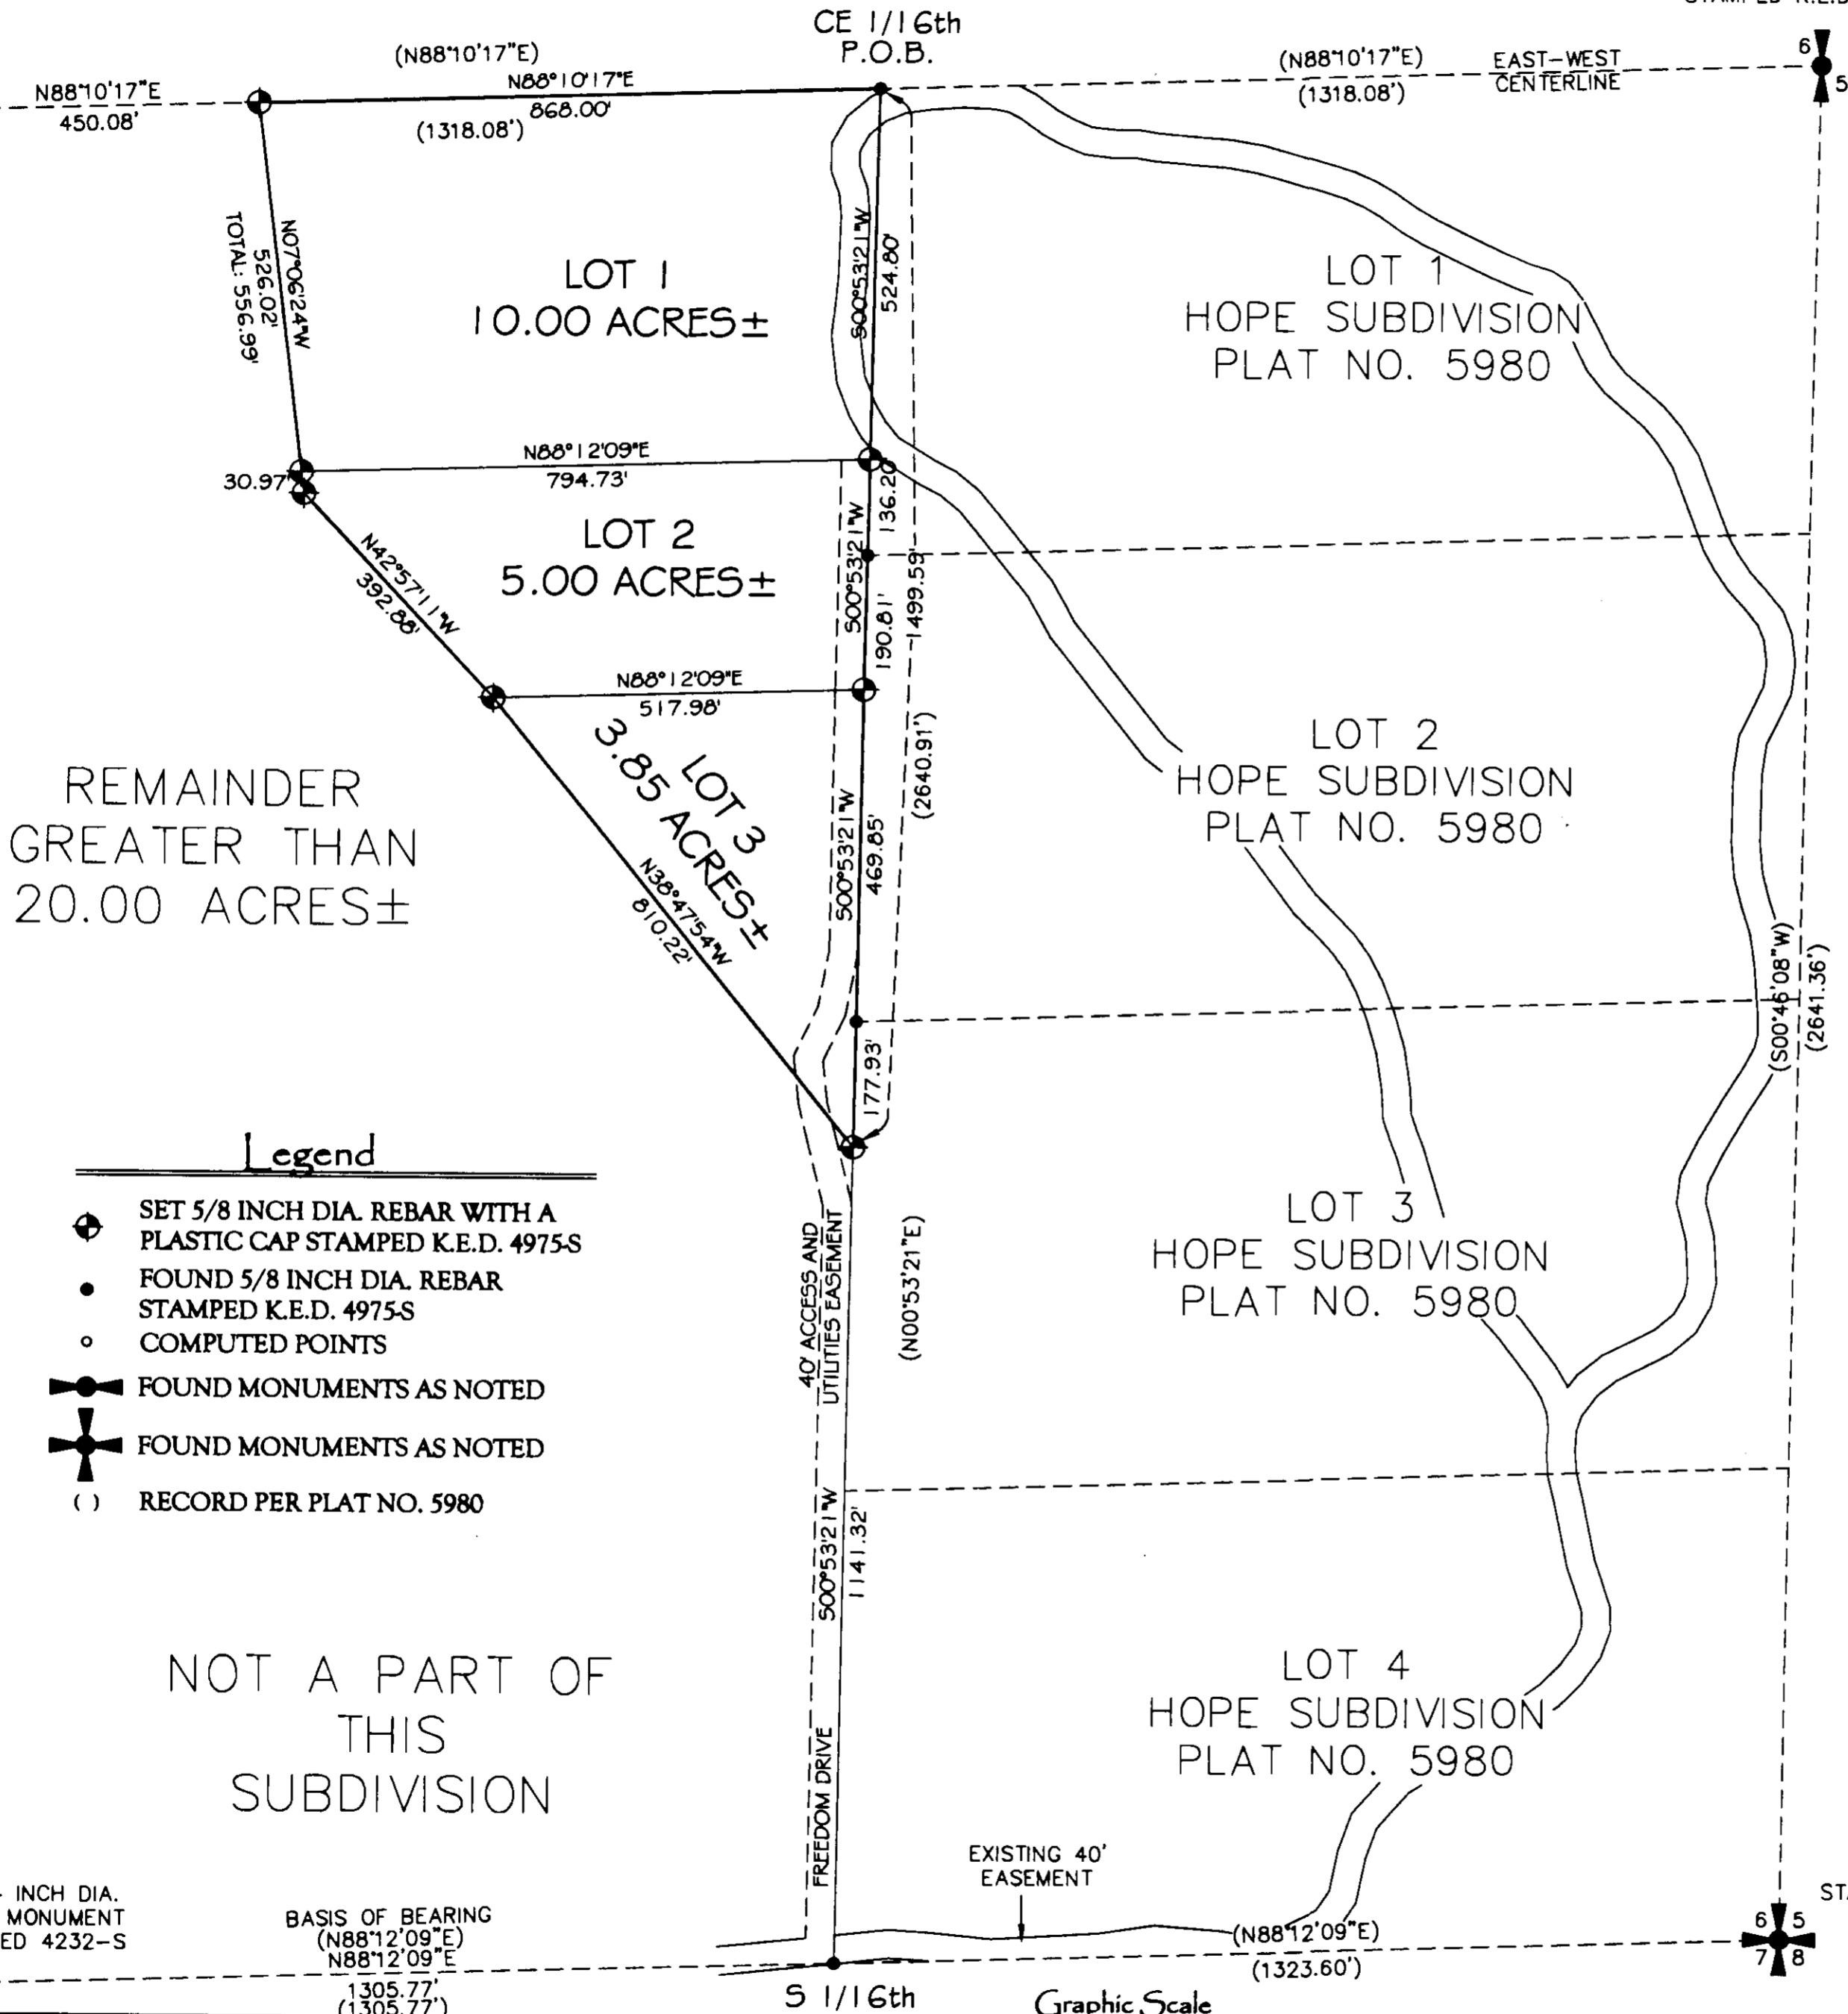 CE 1/16th
P.O.B.
(N88°10'17"E)
N88°10'17"E
868.00'
(1318.08')
N88°10'17"E
450.08'
(N88°10'17"E)
(1318.08')
EAST-WEST
CENTERLINE
6
5
N07°06'24"W
526.02'
TOTAL: 556.99'
LOT 1
10.00 ACRES±
S00°53'21"W
524.80'
LOT 1
HOPE SUBDIVISION
PLAT NO. 5980
N88°12'09"E
794.73'
30.97'
136.20'
S00°53'21"W
190.81'
1499.59'
(2640.91')
LOT 2
5.00 ACRES±
N42°57'11"W
392.88'
N88°12'09"E
517.98'
LOT 3
3.85 ACRES±
N38°47'54"W
810.22'
S00°53'21"W
469.85'
177.93'
LOT 2
HOPE SUBDIVISION
PLAT NO. 5980
REMAINDER
GREATER THAN
20.00 ACRES±
(S00°46'08"W)
(2641.36')
Legend
SET 5/8 INCH DIA. REBAR WITH A
PLASTIC CAP STAMPED K.E.D. 4975-S
FOUND 5/8 INCH DIA. REBAR
STAMPED K.E.D. 4975-S
COMPUTED POINTS
FOUND MONUMENTS AS NOTED
FOUND MONUMENTS AS NOTED
( ) RECORD PER PLAT NO. 5980
40' ACCESS AND
UTILITIES EASEMENT
(N00°53'21"E)
LOT 3
HOPE SUBDIVISION
PLAT NO. 5980
S00°53'21"W
1141.32'
FREEDOM DRIVE
NOT A PART OF
THIS
SUBDIVISION
LOT 4
HOPE SUBDIVISION
PLAT NO. 5980
EXISTING 40'
EASEMENT
INCH DIA.
MONUMENT
ED 4232-S
BASIS OF BEARING
(N88°12'09"E)
N88°12'09"E
1305.77'
(1305.77')
(N88°12'09"E)
(1323.60')
6 5
7 8
S 1/16th
Graphic Scale